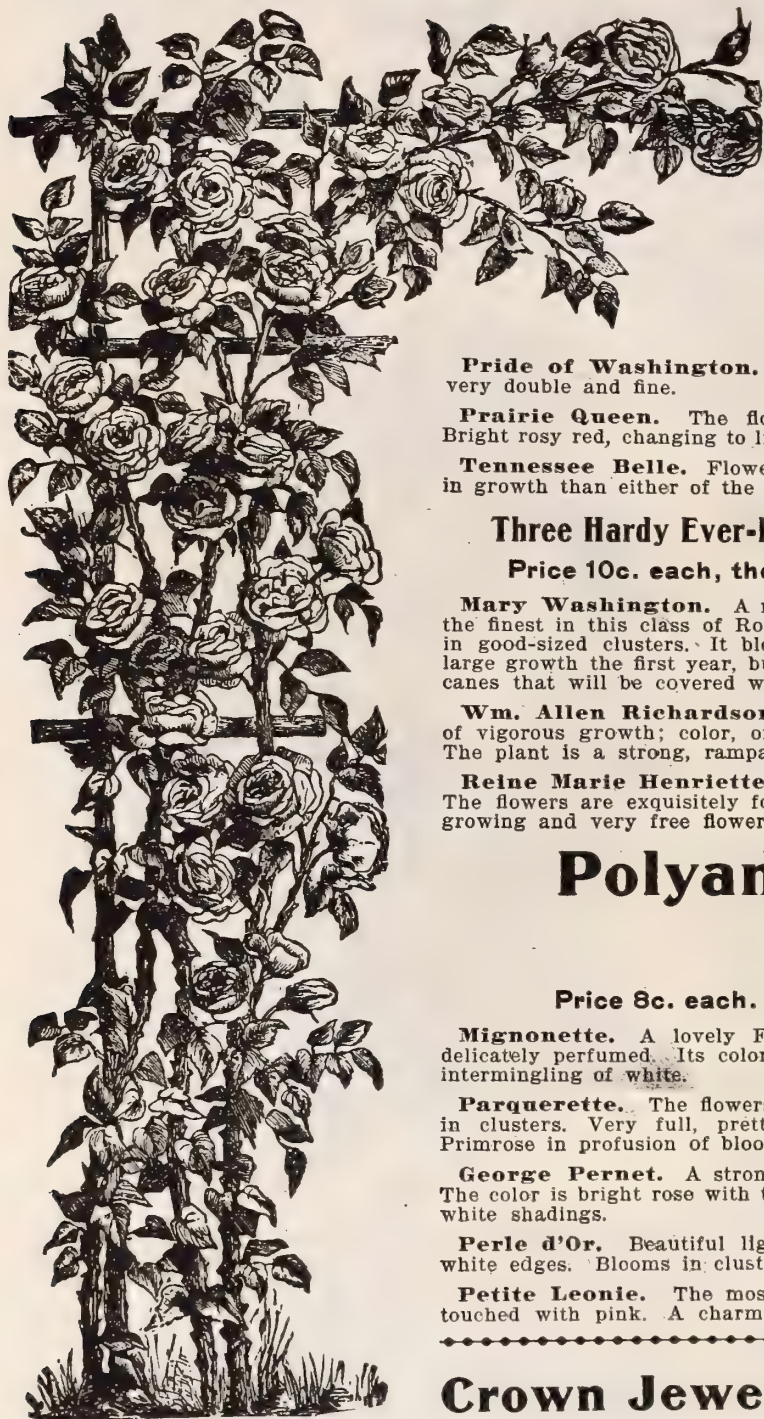 Pride of Washington.
very double and fine.
Prairie Queen. The flo
Bright rosy red, changing to l
Tennessee Belle. Flowe
in growth than either of the
Three Hardy Ever-
Price 10c. each, the
Mary Washington. A
the finest in this class of Ro
in good-sized clusters. It ble
large growth the first year, bu
canes that will be covered w
Wm. Allen Richardson
of vigorous growth; color, o
The plant is a strong, rampa
Reine Marie Henriette
The flowers are exquisitely fo
growing and very free flower
Polyan
Price 8c. each.
Mignonette. A lovely F
delicately perfumed. Its color
intermingling of white.
Parquerette. The flowers
in clusters. Very full, prett
Primrose in profusion of bloo
George Pernet. A stron
The color is bright rose with t
white shadings.
Perle d'Or. Beautiful lig
white edges. Blooms in clust
Petite Leonie. The mos
touched with pink. A charm
Crown Jewe